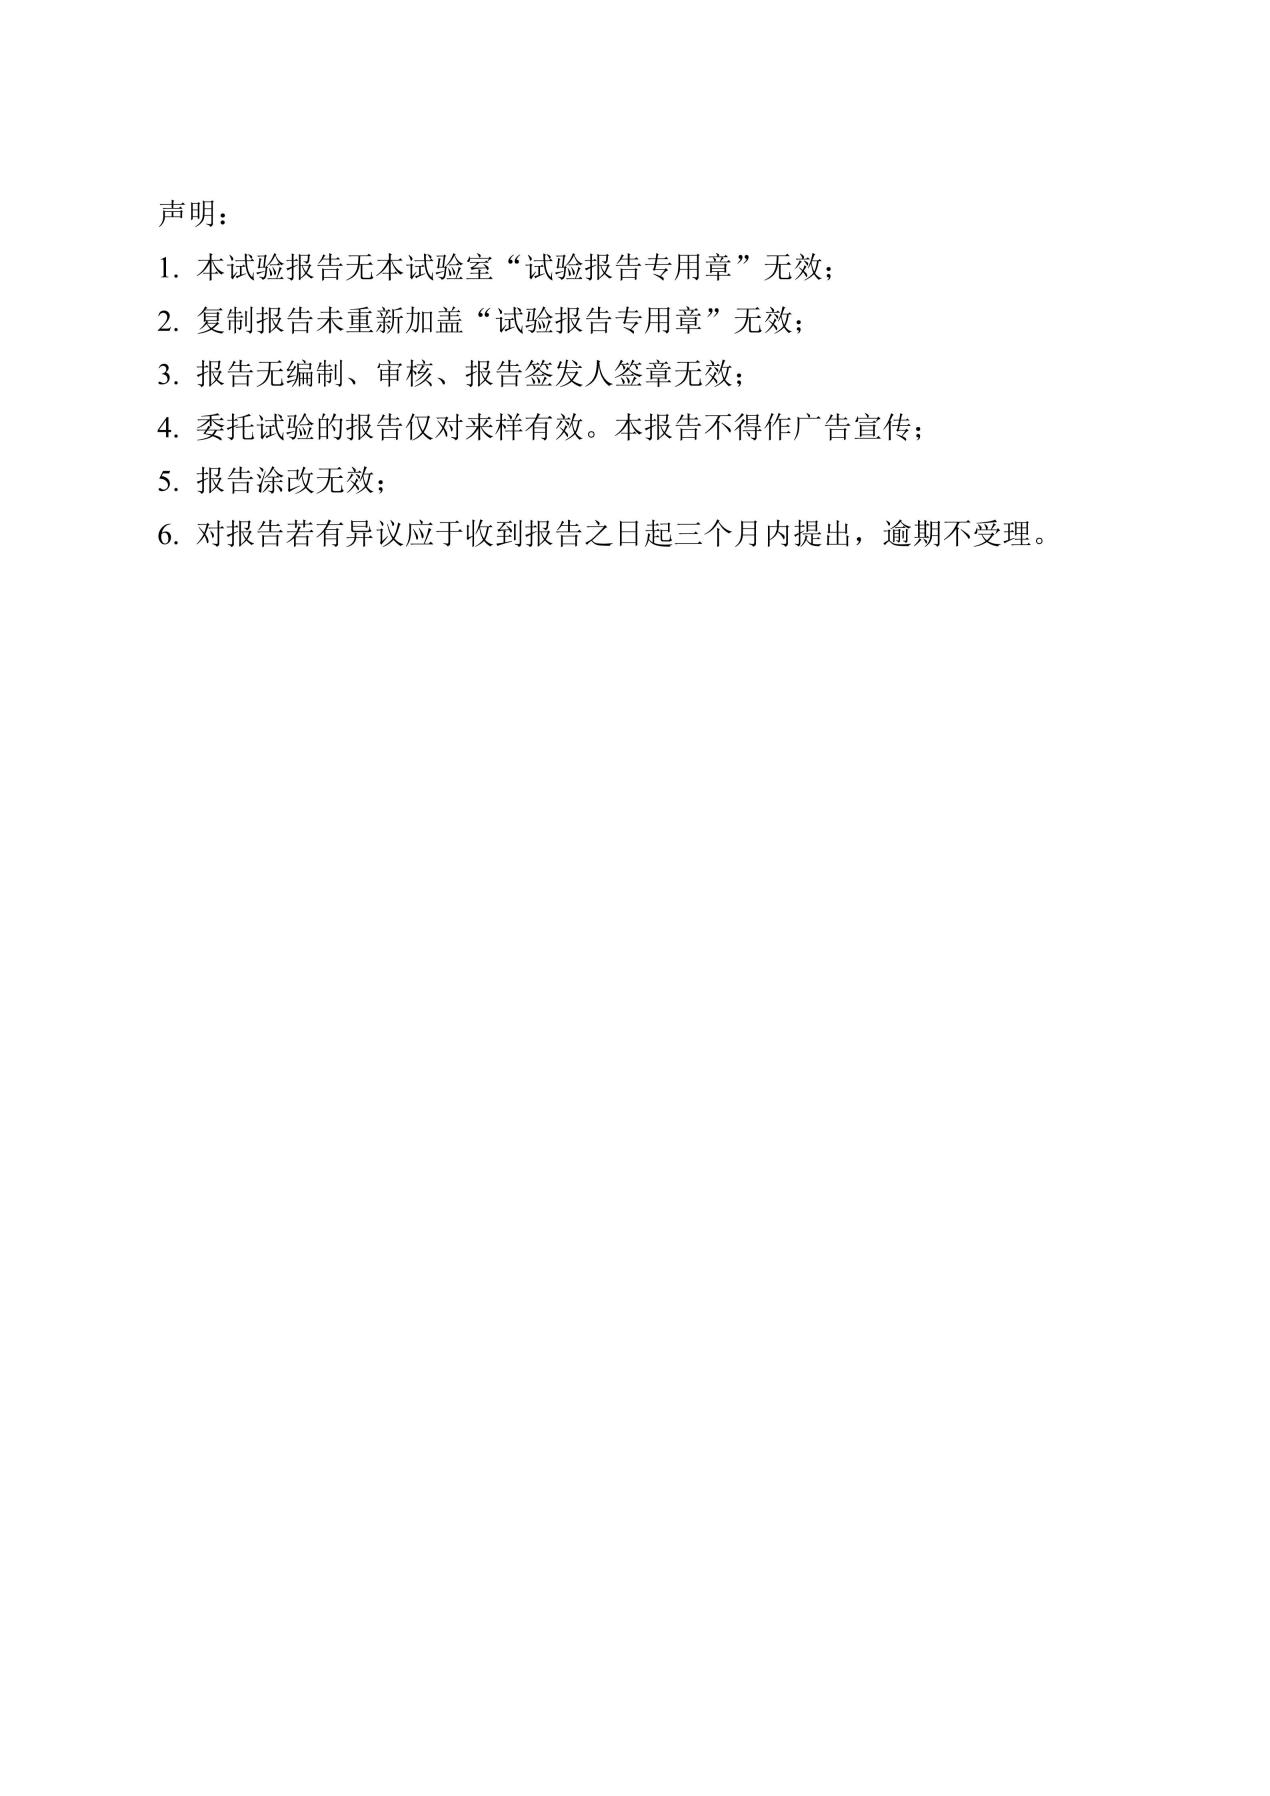 声明：
1. 本试验报告无本试验室“试验报告专用章”无效；
2. 复制报告未重新加盖“试验报告专用章”无效；
3. 报告无编制、审核、报告签发人签章无效；
4. 委托试验的报告仅对来样有效。本报告不得作广告宣传；
5. 报告涂改无效；
6. 对报告若有异议应于收到报告之日起三个月内提出，逾期不受理。